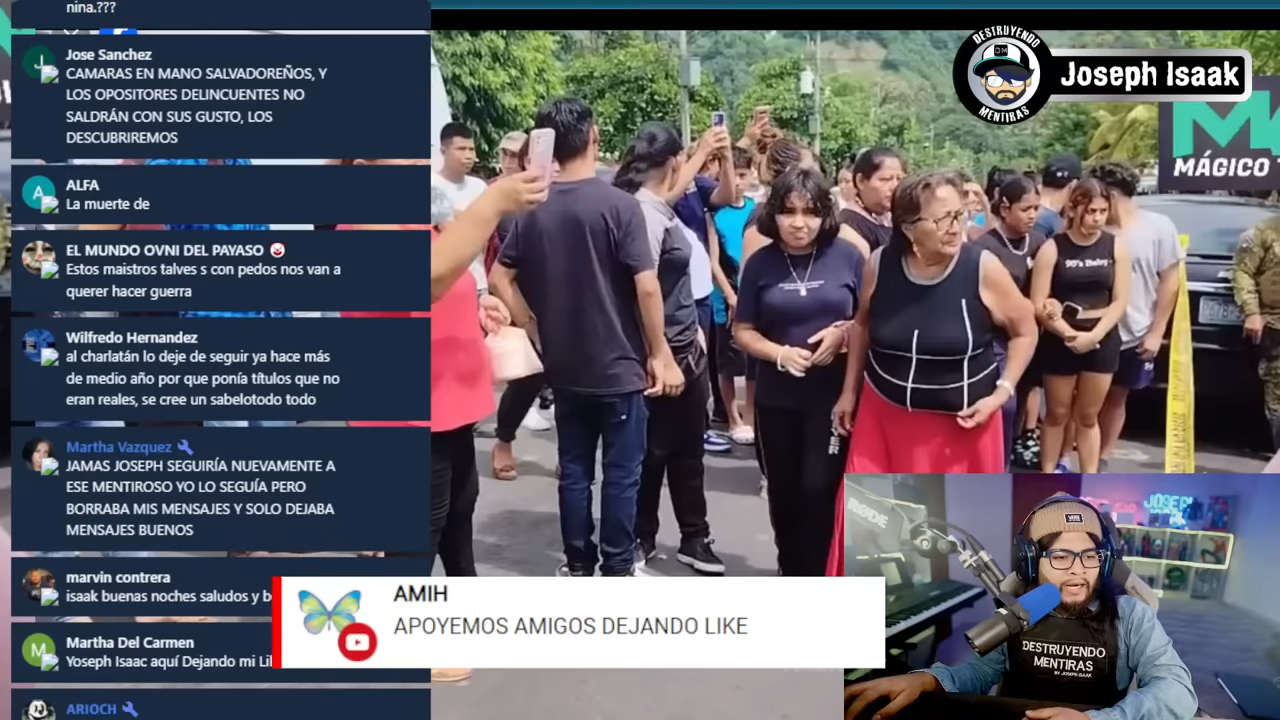 nina.???
Jose Sanchez
CAMARAS EN MANO SALVADOREÑOS, Y
LOS OPOSITORES DELINCUENTES NO
SALDRÁN CON SUS GUSTO, LOS
DESCUBRIREMOS
ALFA
La muerte de
EL MUNDO OVNI DEL PAYASO
Estos maistros talves s con pedos nos van a
querer hacer guerra
Wilfredo Hernandez
al charlatán lo deje de seguir ya hace más
de medio año por que ponía títulos que no
eran reales, se cree un sabelotodo todo
Martha Vazquez
JAMAS JOSEPH SEGUIRÍA NUEVAMENTE A
ESE MENTIROSO YO LO SEGUÍA PERO
BORRABA MIS MENSAJES Y SOLO DEJABA
MENSAJES BUENOS
marvin contrera
isaak buenas noches saludos y b
Martha Del Carmen
Yoseph Isaac aquí Dejando mi Li
ARIOCH
AMIH
APOYEMOS AMIGOS DEJANDO LIKE
DESTRUYENDO
DM
MENTIRAS
Joseph Isaak
MÁGICO
90's Baby
RØDE
JOSEPH
DESTRUYENDO
MENTIRAS
BY JOSEPH ISAAK